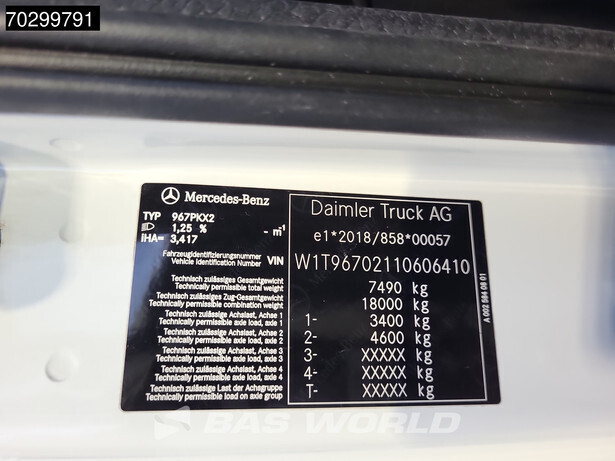 70299791
Mercedes-Benz
Daimler Truck AG
TYP 967PKX2
1,25 % - m⁻¹
e1*2018/858*00057
iHA= 3,417
Fahrzeugidentifizierungsnummer
Vehicle Identification Number VIN W1T96702110606410
Technisch zulässiges Gesamtgewicht
Technically permissible total weight 7490 kg
Technisch zulässiges Zug-Gesamtgewicht
Technically permissible combination weight 18000 kg
Technisch zulässige Achslast, Achse 1
Technically permissible axle load, axle 1 1- 3400 kg
Technisch zulässige Achslast, Achse 2
Technically permissible axle load, axle 2 2- 4600 kg
Technisch zulässige Achslast, Achse 3
Technically permissible axle load, axle 3 3- XXXXX kg
Technisch zulässige Achslast, Achse 4
Technically permissible axle load, axle 4 4- XXXXX kg
Technisch zulässige Last der Achsgruppe
Technically permissible load on axle group T- XXXXX kg
A 002 584 08 01
BAS WORLD